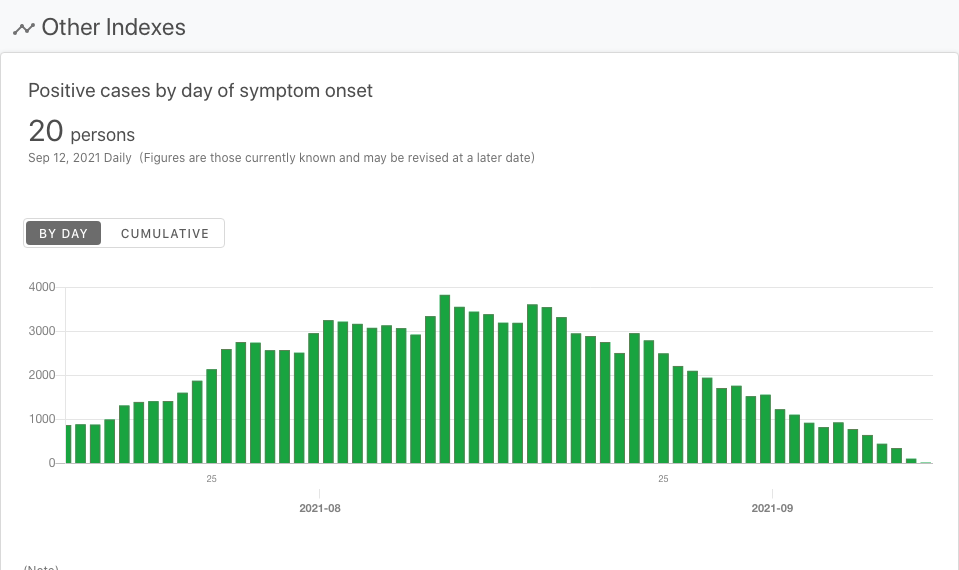 Other Indexes
Positive cases by day of symptom onset
20 persons
Sep 12, 2021 Daily (Figures are those currently known and may be revised at a later date)
BY DAY CUMULATIVE
4000
3000
2000
1000
0
25 25
2021-08 2021-09
(Note)